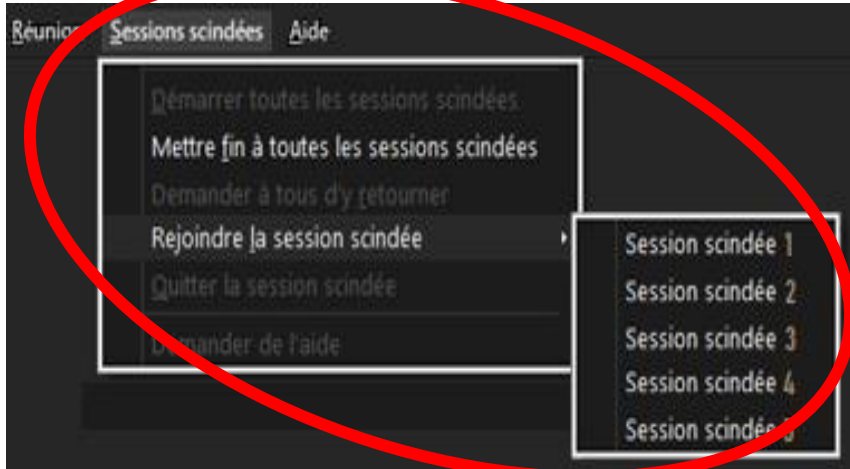 Réunion Sessions scindées Aide
Démarrer toutes les sessions scindées
Mettre fin à toutes les sessions scindées
Demander à tous d'y retourner
Rejoindre la session scindée
Quitter la session scindée
Demander de l'aide
Session scindée 1
Session scindée 2
Session scindée 3
Session scindée 4
Session scindée 5